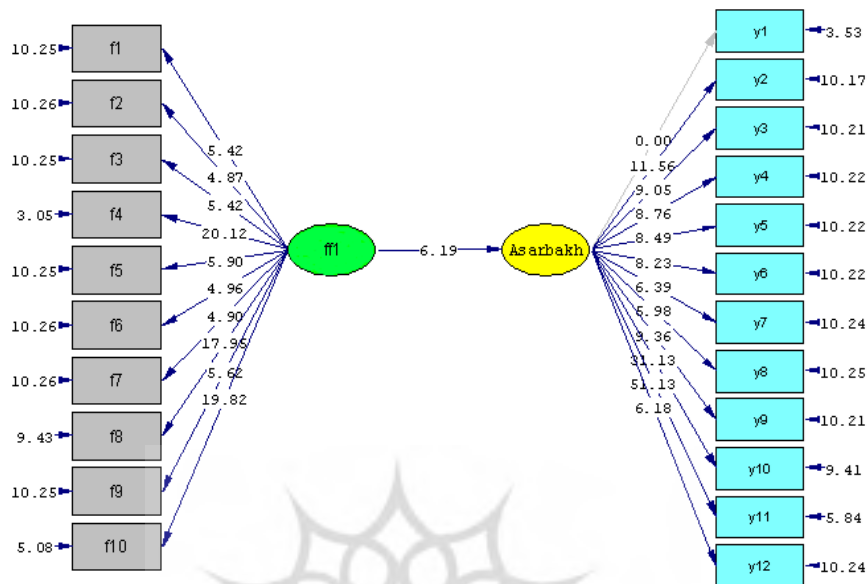 10.25 f1
10.26 f2
10.25 f3
3.05 f4
10.25 f5
10.26 f6
10.26 f7
9.43 f8
10.25 f9
5.08 f10
5.42
4.87
5.42
20.12
5.90
4.96
4.90
17.95
5.62
19.82
ff1
6.19
Asarbakh
0.00
11.56
9.05
8.76
8.49
8.23
6.39
5.98
9.36
31.13
51.13
6.18
y1 3.53
y2 10.17
y3 10.21
y4 10.22
y5 10.22
y6 10.22
y7 10.24
y8 10.25
y9 10.21
y10 9.41
y11 5.84
y12 10.24